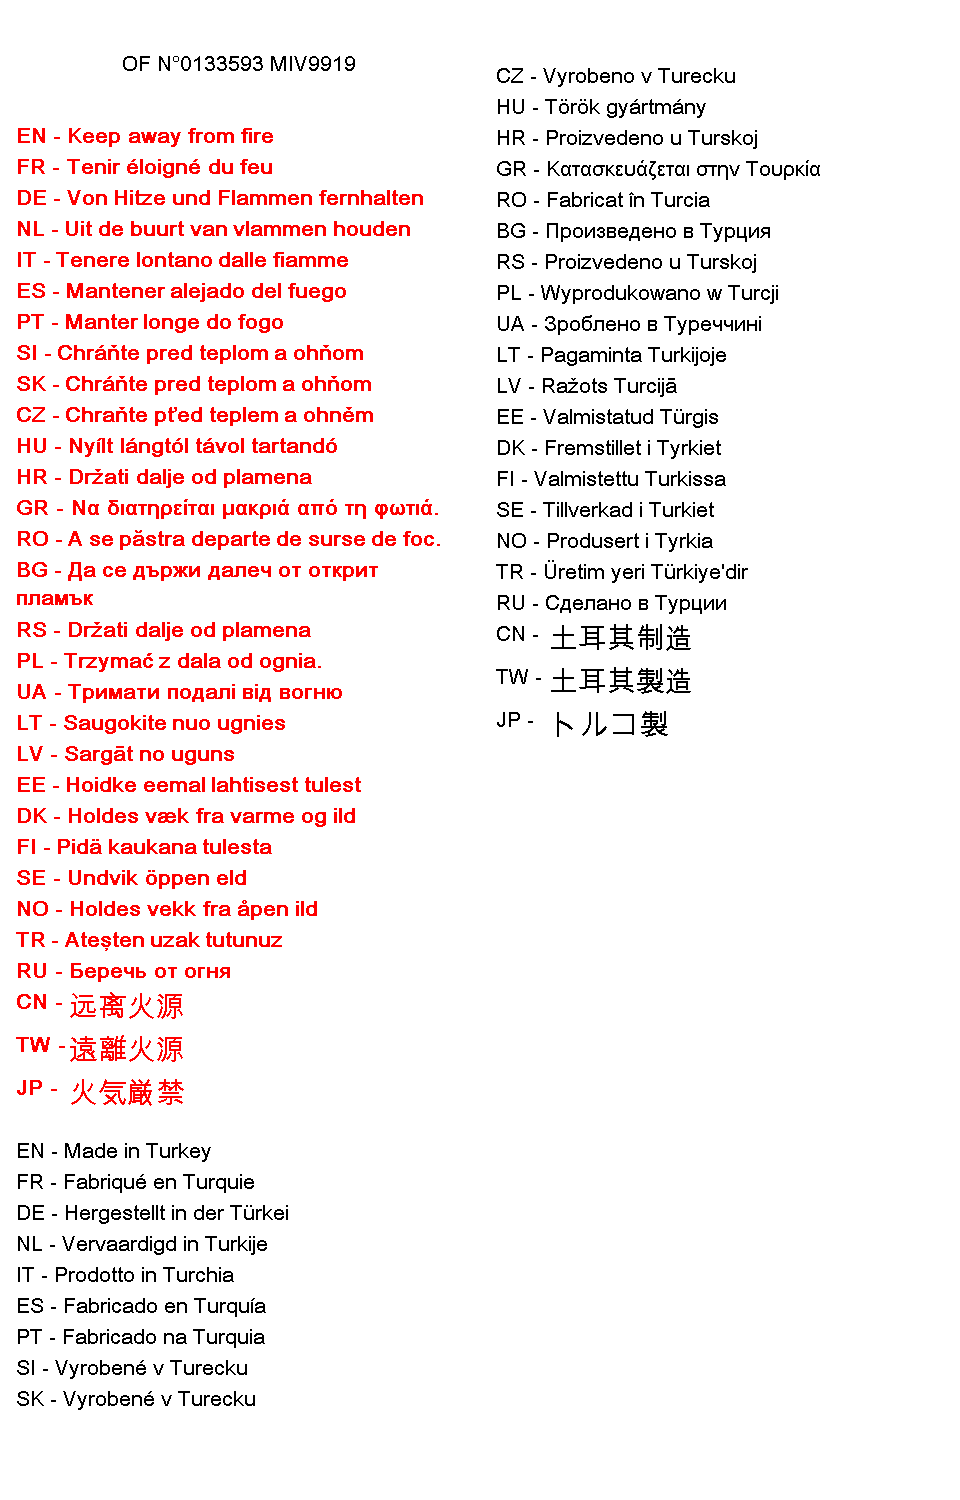 OF N°0133593 MIV9919
EN - Keep away from fire
FR - Tenir éloigné du feu
DE - Von Hitze und Flammen fernhalten
NL - Uit de buurt van vlammen houden
IT - Tenere lontano dalle fiamme
ES - Mantener alejado del fuego
PT - Manter longe do fogo
SI - Chráňte pred teplom a ohňom
SK - Chráňte pred teplom a ohňom
CZ - Chraňte pťed teplem a ohněm
HU - Nyílt lángtól távol tartandó
HR - Držati dalje od plamena
GR - Να διατηρείται μακριά από τη φωτιά.
RO - A se păstra departe de surse de foc.
BG - Да се държи далеч от открит
пламък
RS - Držati dalje od plamena
PL - Trzymać z dala od ognia.
UA - Тримати подалі від вогню
LT - Saugokite nuo ugnies
LV - Sargāt no uguns
EE - Hoidke eemal lahtisest tulest
DK - Holdes væk fra varme og ild
FI - Pidä kaukana tulesta
SE - Undvik öppen eld
NO - Holdes vekk fra åpen ild
TR - Ateşten uzak tutunuz
RU - Беречь от огня
CN - 远离火源
TW - 遠離火源
JP - 火気厳禁
EN - Made in Turkey
FR - Fabriqué en Turquie
DE - Hergestellt in der Türkei
NL - Vervaardigd in Turkije
IT - Prodotto in Turchia
ES - Fabricado en Turquía
PT - Fabricado na Turquia
SI - Vyrobené v Turecku
SK - Vyrobené v Turecku
CZ - Vyrobeno v Turecku
HU - Török gyártmány
HR - Proizvedeno u Turskoj
GR - Κατασκευάζεται στην Τουρκία
RO - Fabricat în Turcia
BG - Произведено в Турция
RS - Proizvedeno u Turskoj
PL - Wyprodukowano w Turcji
UA - Зроблено в Туреччині
LT - Pagaminta Turkijoje
LV - Ražots Turcijā
EE - Valmistatud Türgis
DK - Fremstillet i Tyrkiet
FI - Valmistettu Turkissa
SE - Tillverkad i Turkiet
NO - Produsert i Tyrkia
TR - Üretim yeri Türkiye'dir
RU - Сделано в Турции
CN - 土耳其制造
TW - 土耳其製造
JP - トルコ製